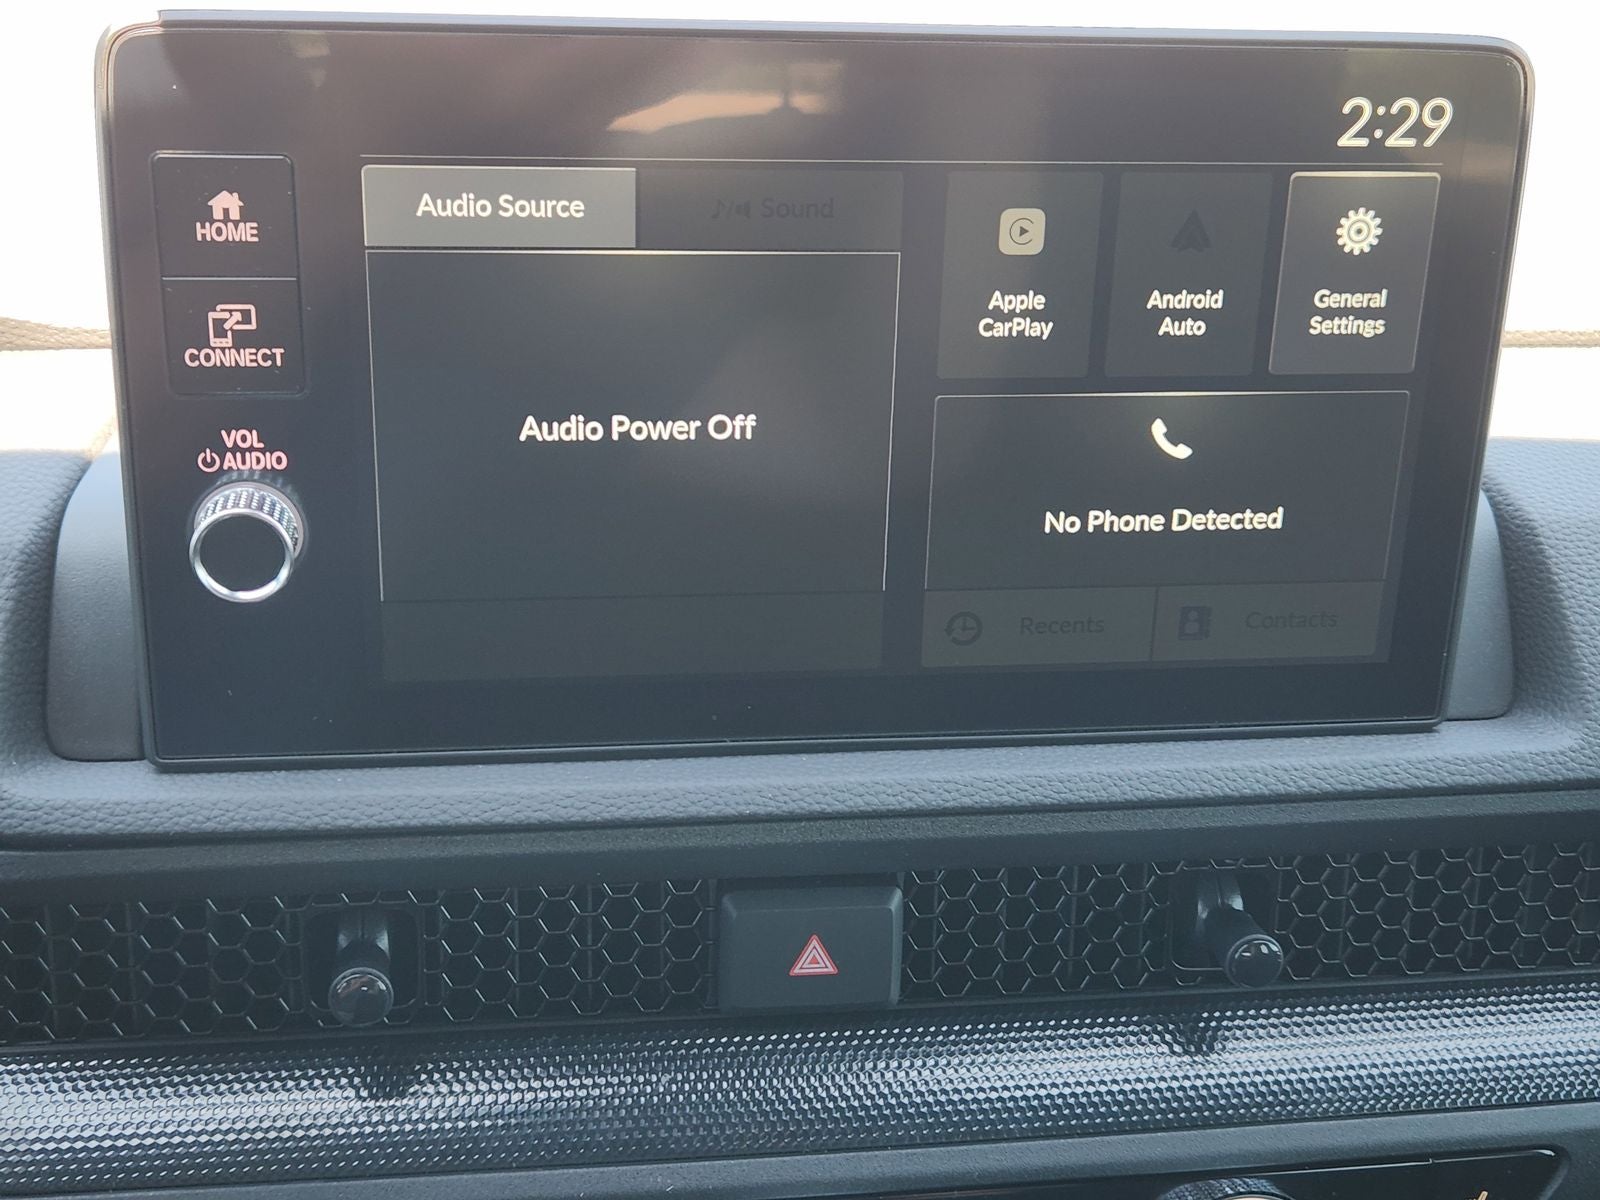 2:29
HOME
CONNECT
VOL
AUDIO
Audio Source
Sound
Audio Power Off
Apple
CarPlay
Android
Auto
General
Settings
No Phone Detected
Recents
Contacts